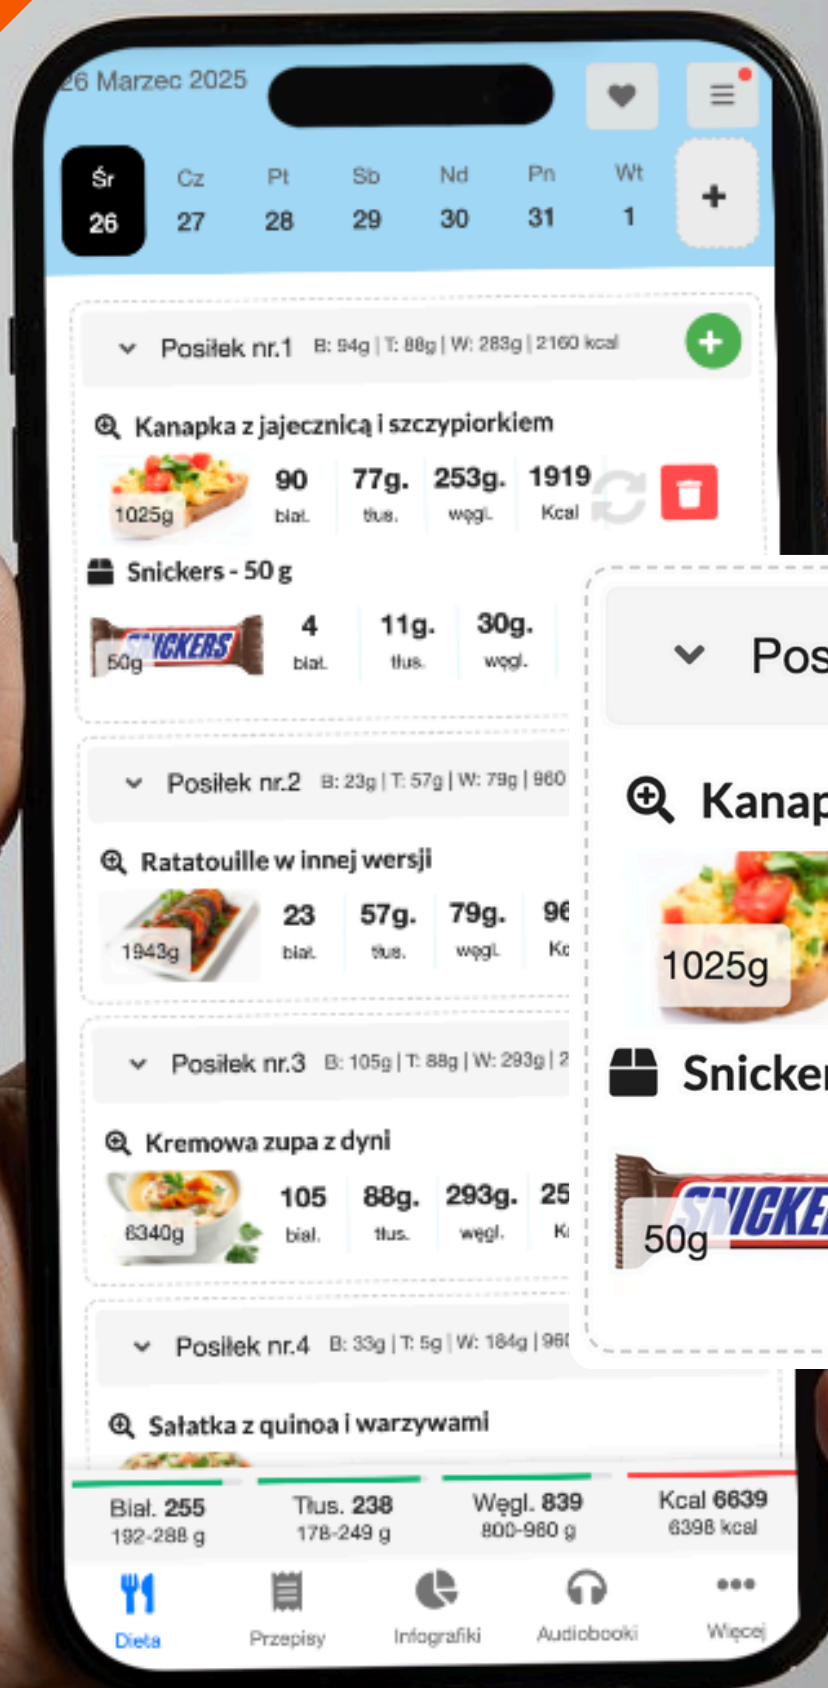 26 Marzec 2025
Śr Cz Pt Sb Nd Pn Wt
26 27 28 29 30 31 1
Posiłek nr.1 B: 94g | T: 88g | W: 283g | 2160 kcal
Kanapka z jajecznicą i szczypiorkiem
90 77g. 253g. 1919
1025g biał. tłus. węgl. Kcal
Snickers - 50 g
SNICKERS 4 11g. 30g.
50g biał. tłus. węgl.
Pos
Posiłek nr.2 B: 23g | T: 57g | W: 79g | 960
Kanap
Ratatouille w innej wersji
23 57g. 79g. 96
1943g biał. tłus. węgl. Kc
1025g
Posiłek nr.3 B: 105g | T: 88g | W: 293g | 2
Snicker
Kremowa zupa z dyni
105 88g. 293g. 25
6340g biał. tłus. węgl. K
SNICKE
50g
Posiłek nr.4 B: 33g | T: 5g | W: 184g | 960
Sałatka z quinoa i warzywami
Biał. 255 Tłus. 238 Węgl. 839 Kcal 6639
192-288 g 178-249 g 800-960 g 6398 kcal
Dieta Przepisy Infografiki Audiobooki Więcej